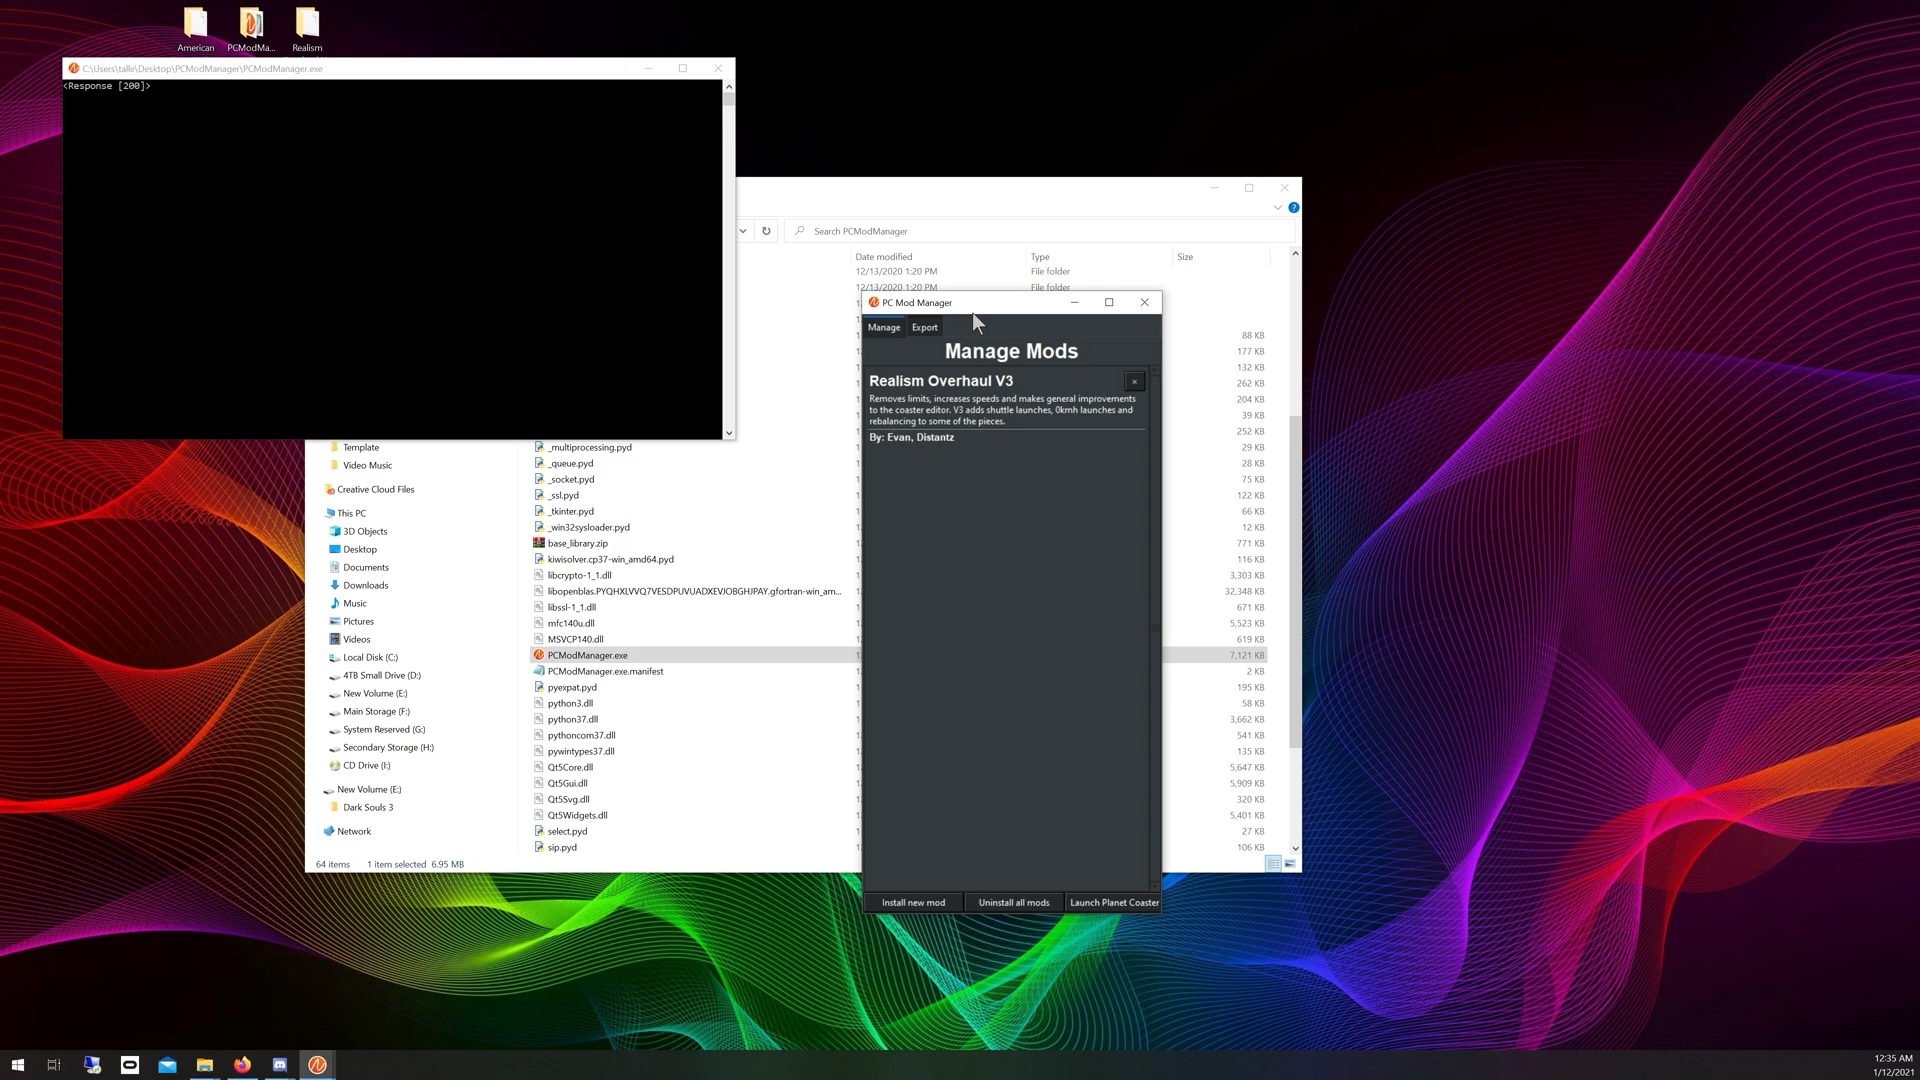 American
PCModMa...
Realism
C:\Users\talle\Desktop\PCModManager\PCModManager.exe
<Response [200]>
Search PCModManager
Date modified
Type
Size
12/13/2020 1:20 PM
File folder
12/13/2020 1:20 PM
File folder
PC Mod Manager
Manage
Export
Manage Mods
Realism Overhaul V3
Removes limits, increases speeds and makes general improvements
to the coaster editor. V3 adds shuttle launches, 0kmh launches and
rebalancing to some of the pieces.
By: Evan, Distantz
Install new mod
Uninstall all mods
Launch Planet Coaster
88 KB
177 KB
132 KB
262 KB
204 KB
39 KB
252 KB
Template
Video Music
Creative Cloud Files
This PC
3D Objects
Desktop
Documents
Downloads
Music
Pictures
Videos
Local Disk (C:)
4TB Small Drive (D:)
New Volume (E:)
Main Storage (F:)
System Reserved (G:)
Secondary Storage (H:)
CD Drive (I:)
New Volume (E:)
Dark Souls 3
Network
_multiprocessing.pyd
29 KB
_queue.pyd
28 KB
_socket.pyd
75 KB
_ssl.pyd
122 KB
_tkinter.pyd
66 KB
_win32sysloader.pyd
12 KB
base_library.zip
771 KB
kiwisolver.cp37-win_amd64.pyd
116 KB
libcrypto-1_1.dll
3,303 KB
libopenblas.PYQHXLVVQ7VESDPUVUADXEVJOBGHJPAY.gfortran-win_am...
32,348 KB
libssl-1_1.dll
671 KB
mfc140u.dll
5,523 KB
MSVCP140.dll
619 KB
PCModManager.exe
7,121 KB
PCModManager.exe.manifest
2 KB
pyexpat.pyd
195 KB
python3.dll
58 KB
python37.dll
3,662 KB
pythoncom37.dll
541 KB
pywintypes37.dll
135 KB
Qt5Core.dll
5,647 KB
Qt5Gui.dll
5,909 KB
Qt5Svg.dll
320 KB
Qt5Widgets.dll
5,401 KB
select.pyd
27 KB
sip.pyd
106 KB
64 items
1 item selected 6.95 MB
12:35 AM
1/12/2021